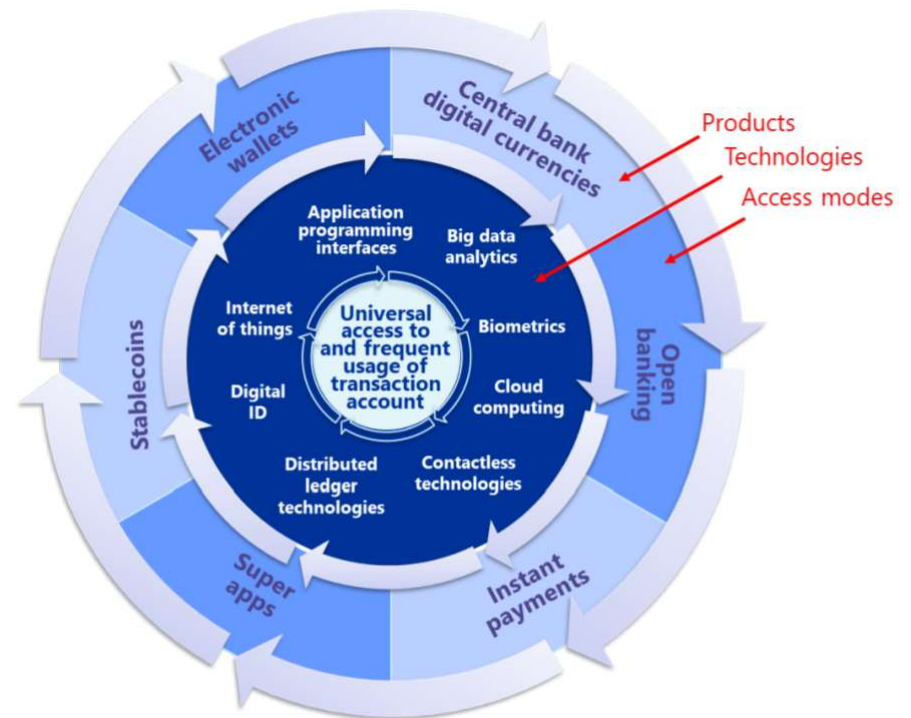 Electronic
wallets
Central bank
digital currencies
Products
Technologies
Access modes
Application
programming
interfaces
Big data
analytics
Internet
of things
Biometrics
Universal
access to
and frequent
usage of
transaction
account
Digital
ID
Cloud
computing
Distributed
ledger
technologies
Contactless
technologies
Stablecoins
Open
banking
Super
apps
Instant
payments